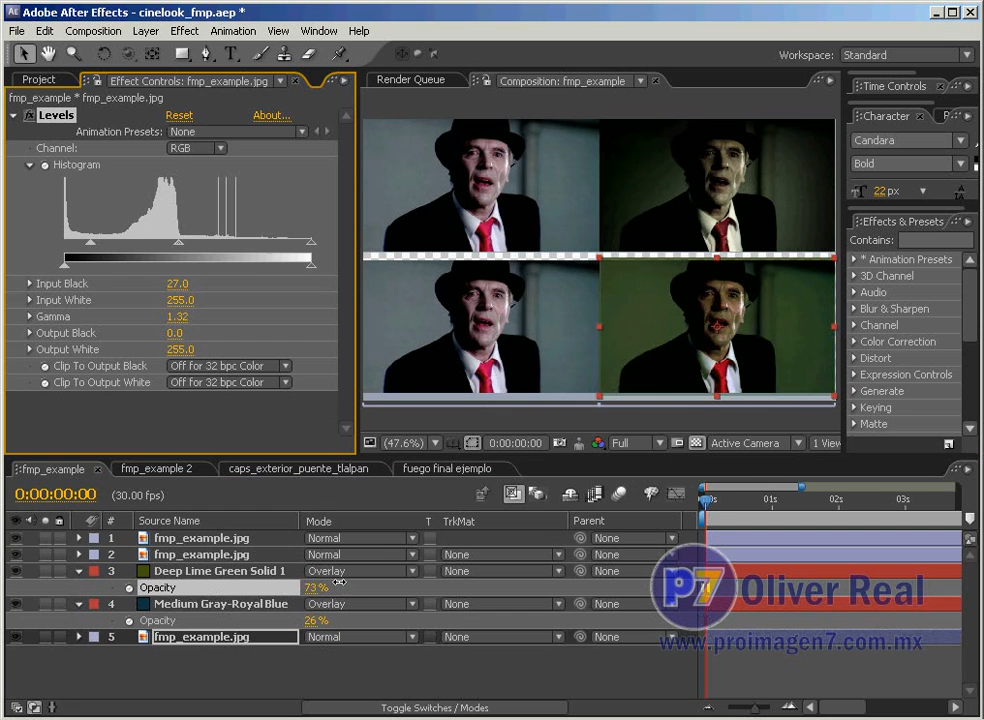 Adobe After Effects - cinelook_fmp.aep *
File Edit Composition Layer Effect Animation View Window Help
Workspace: Standard
Project Effect Controls: fmp_example.jpg
Render Queue Composition: fmp_example
Time Controls
fmp_example * fmp_example.jpg
Levels Reset About...
Animation Presets: None
Channel: RGB
Histogram
Input Black 27.0
Input White 255.0
Gamma 1.32
Output Black 0.0
Output White 255.0
Clip To Output Black Off for 32 bpc Color
Clip To Output White Off for 32 bpc Color
Character
Candara
Bold
22 px
Effects & Presets
Contains:
* Animation Presets
3D Channel
Audio
Blur & Sharpen
Channel
Color Correction
Distort
Expression Controls
Generate
Keying
Matte
(47.6%) 0:00:00:00 Full Active Camera 1 View
fmp_example fmp_example 2 caps_exterior_puente_tlalpan fuego final ejemplo
0:00:00:00 (30.00 fps)
01s 02s 03s
# Source Name Mode T TrkMat Parent
1 fmp_example.jpg Normal None
2 fmp_example.jpg Normal None None
3 Deep Lime Green Solid 1 Overlay None None
Opacity 73 %
4 Medium Gray-Royal Blue Overlay None None
Opacity 26 %
5 fmp_example.jpg Normal None None
p7 Oliver Real
www.proimagen7.com.mx
Toggle Switches / Modes